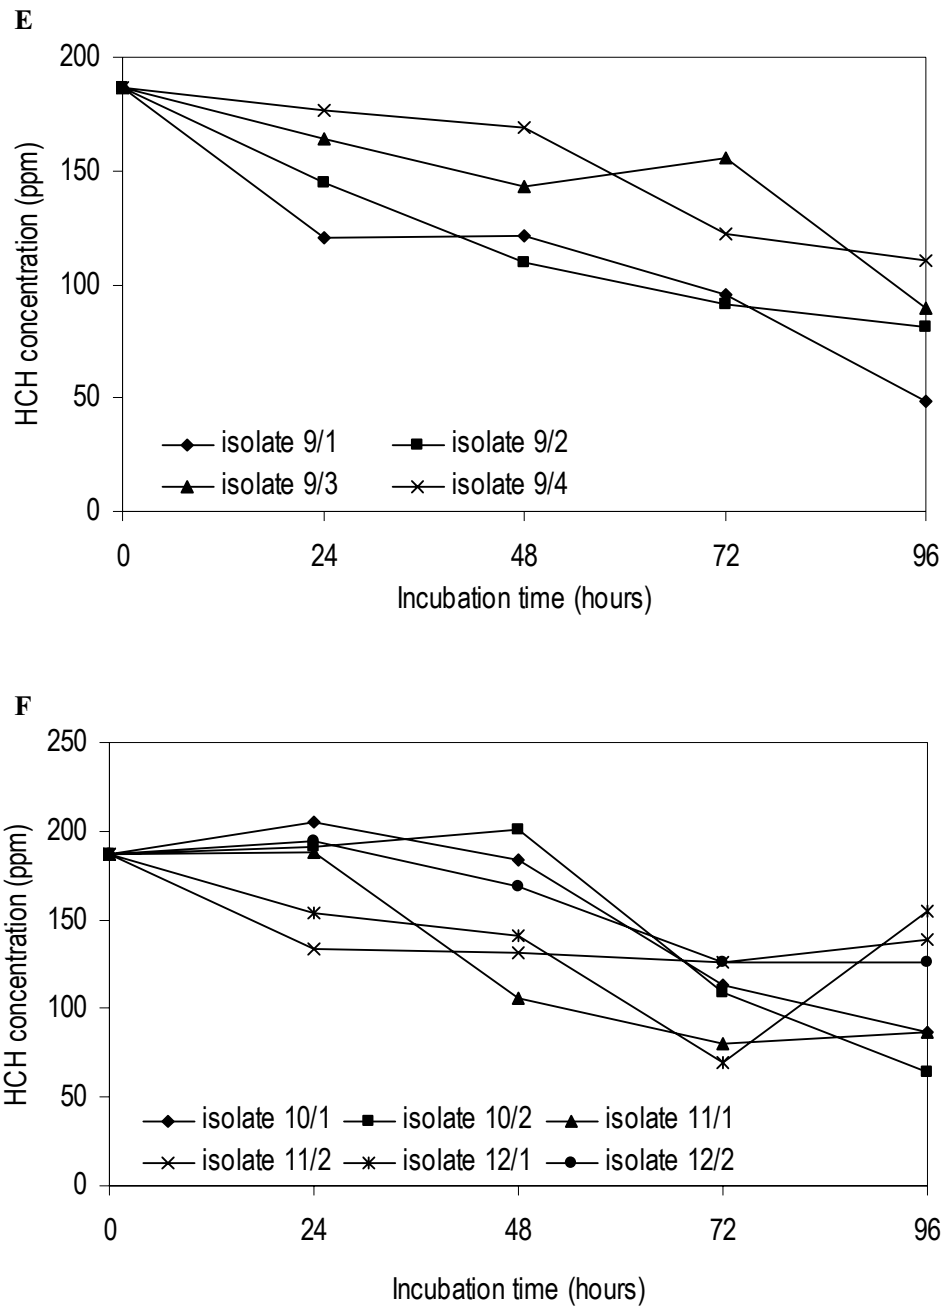 E
200
150
100
50
0
HCH concentration (ppm)
isolate 9/1 isolate 9/2
isolate 9/3 isolate 9/4
0 24 48 72 96
Incubation time (hours)
F
250
200
150
100
50
0
HCH concentration (ppm)
isolate 10/1 isolate 10/2 isolate 11/1
isolate 11/2 isolate 12/1 isolate 12/2
0 24 48 72 96
Incubation time (hours)